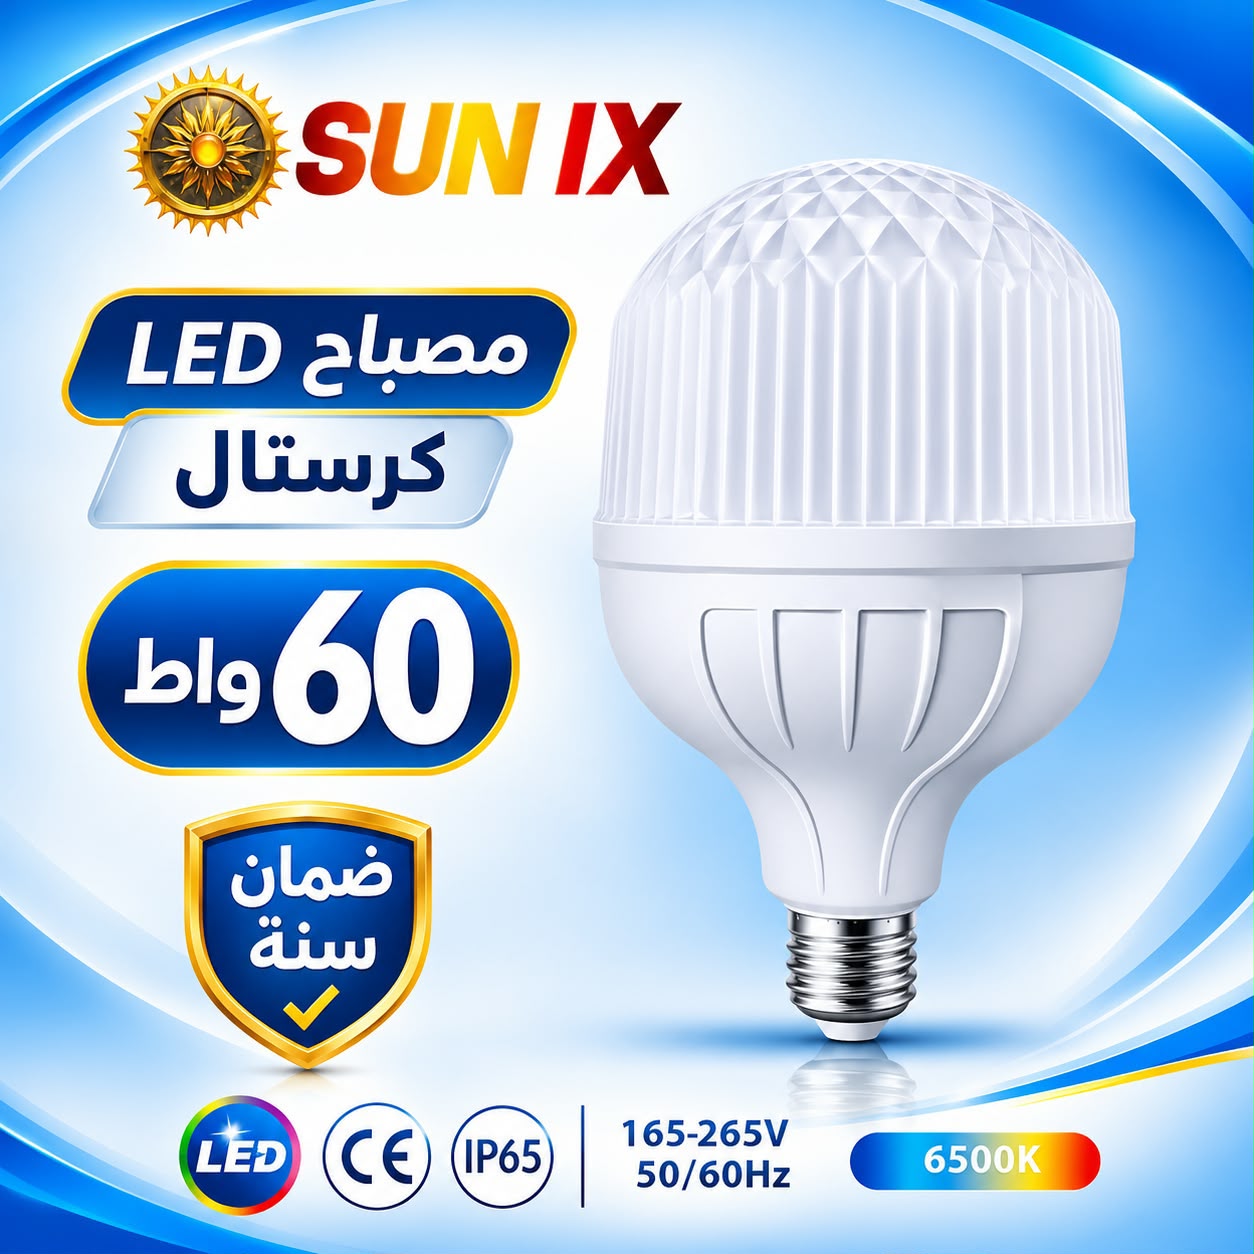 SUN IX
مصباح LED
كرستال
60 واط
ضمان
سنة
LED
CE
IP65
165-265V
50/60Hz
6500K